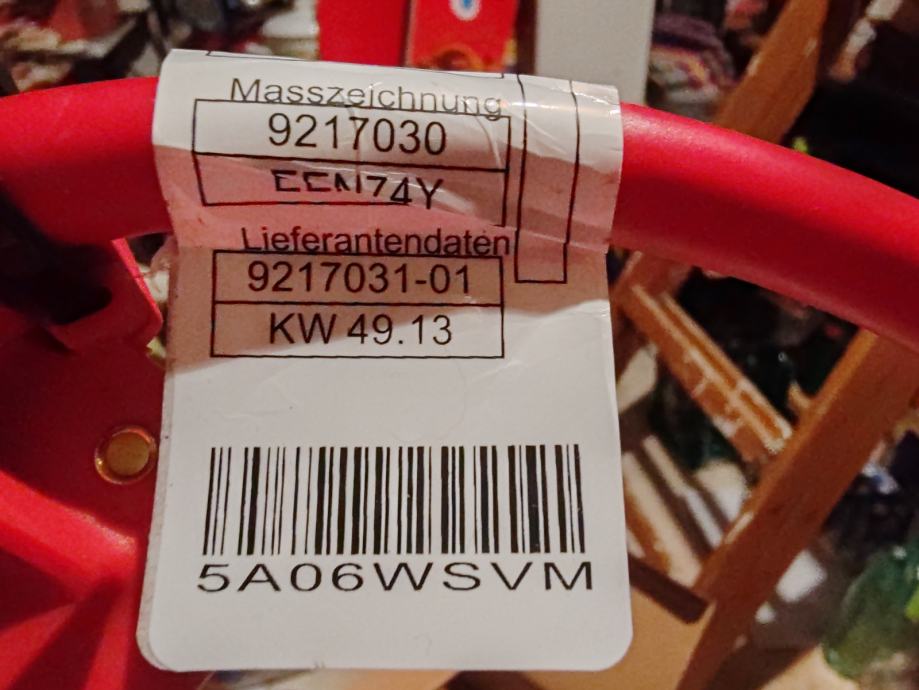 Masszeichnung
9217030
Lieferantendaten
9217031-01
KW 49.13
5A06WSVM